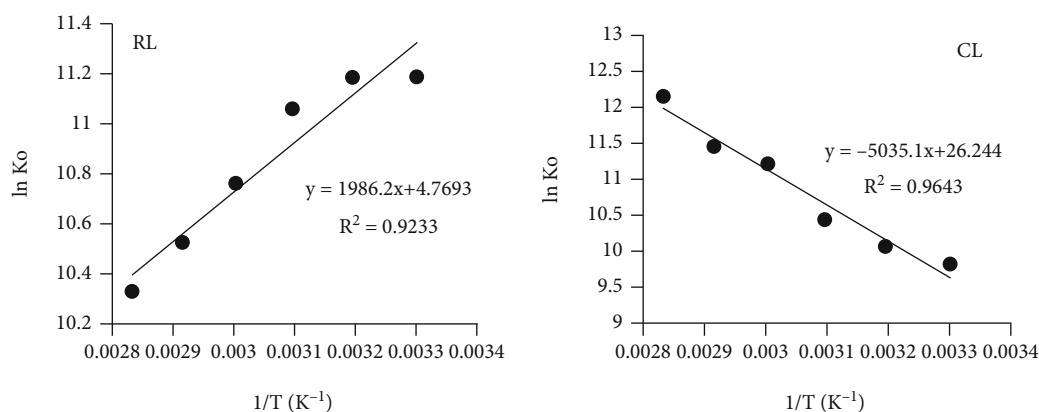 RL
ln Ko
11.4
11.2
11
10.8
10.6
10.4
10.2
y = 1986.2x+4.7693
R² = 0.9233
0.0028 0.0029 0.003 0.0031 0.0032 0.0033 0.0034
1/T (K⁻¹)
CL
ln Ko
13
12.5
12
11.5
11
10.5
10
9.5
9
y = –5035.1x+26.244
R² = 0.9643
0.0028 0.0029 0.003 0.0031 0.0032 0.0033 0.0034
1/T (K⁻¹)